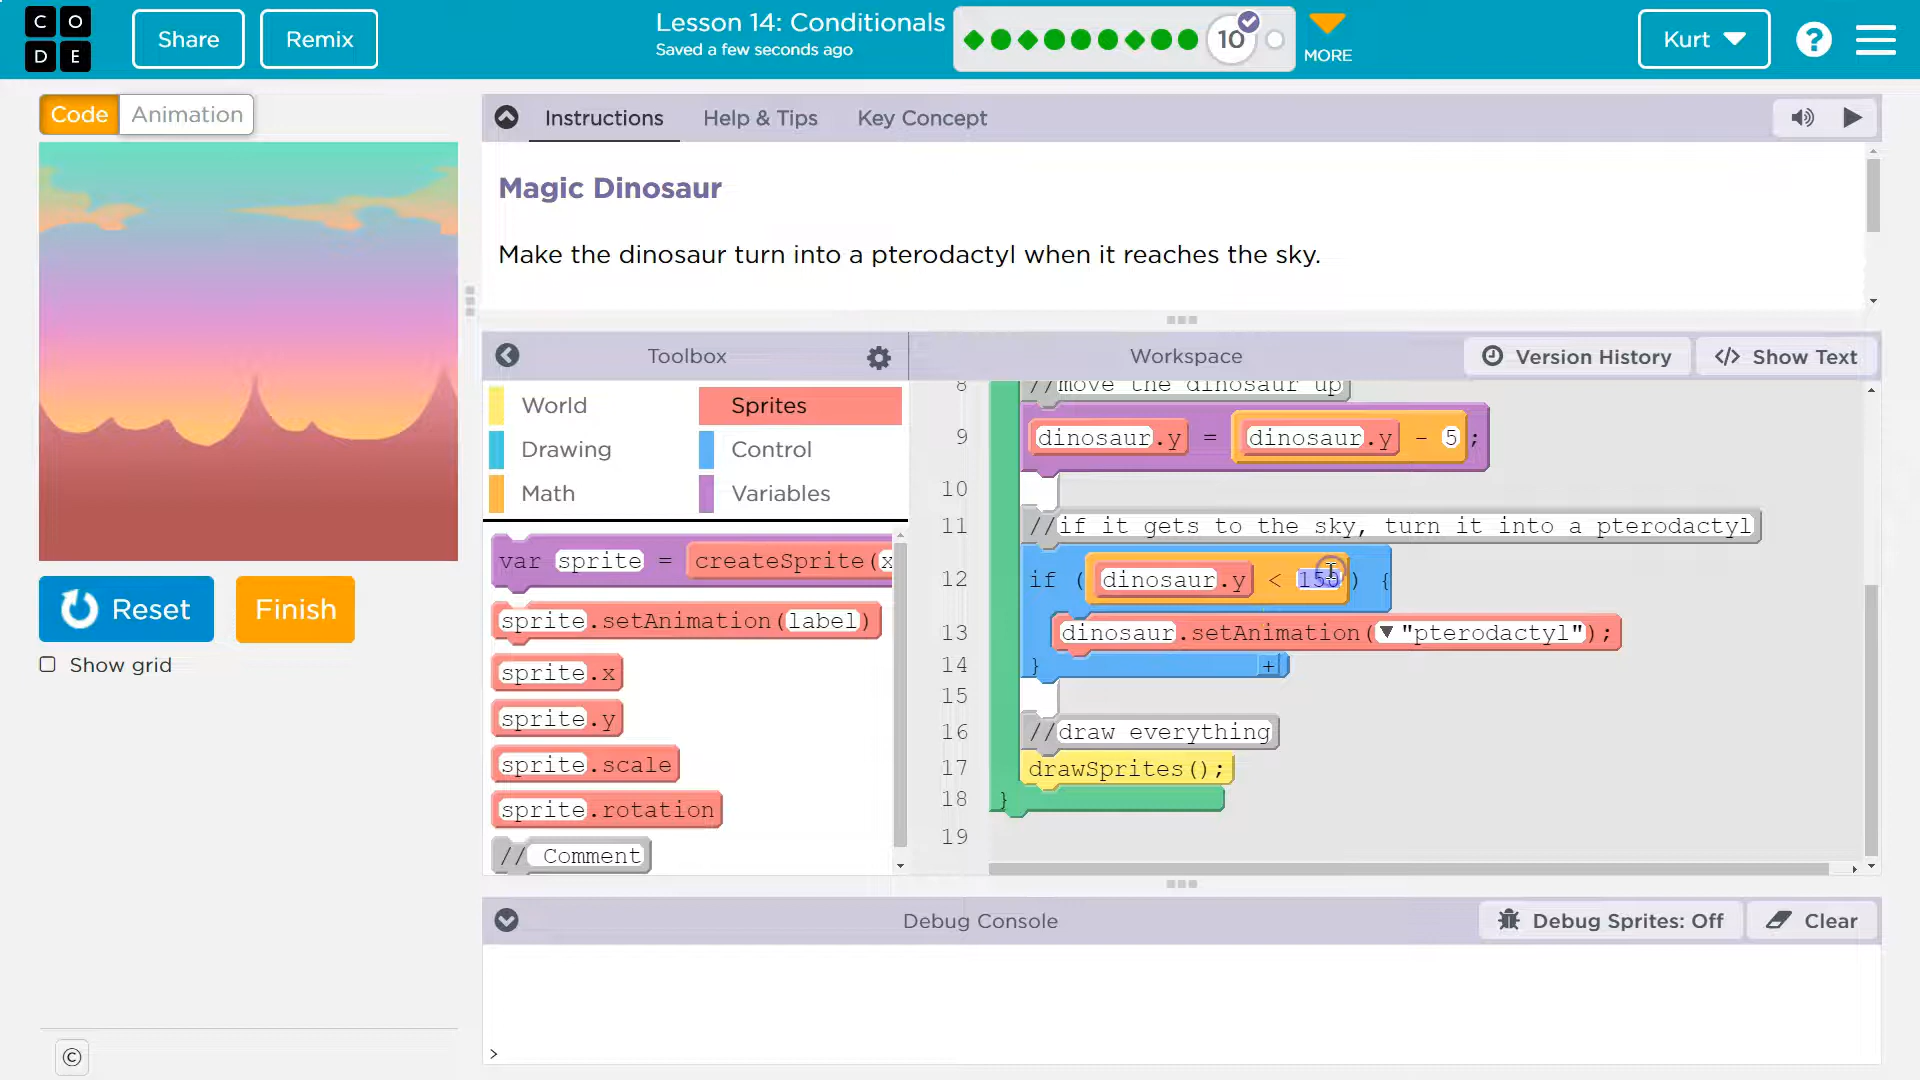 C O
D E
Share
Remix
Lesson 14: Conditionals
Saved a few seconds ago
10
MORE
Kurt
?
Code
Animation
Instructions
Help & Tips
Key Concept
Magic Dinosaur
Make the dinosaur turn into a pterodactyl when it reaches the sky.
Toolbox
Workspace
Version History
</> Show Text
World
Sprites
Drawing
Control
Math
Variables
var sprite = createSprite(x
sprite.setAnimation(label)
sprite.x
sprite.y
sprite.scale
sprite.rotation
// Comment
8 //move the dinosaur up
9 dinosaur.y = dinosaur.y - 5;
10
11 //if it gets to the sky, turn it into a pterodactyl
12 if (dinosaur.y < 150) {
13 dinosaur.setAnimation(▼"pterodactyl");
14 } +
15
16 //draw everything
17 drawSprites();
18 }
19
Reset
Finish
Show grid
Debug Console
Debug Sprites: Off
Clear
>
©